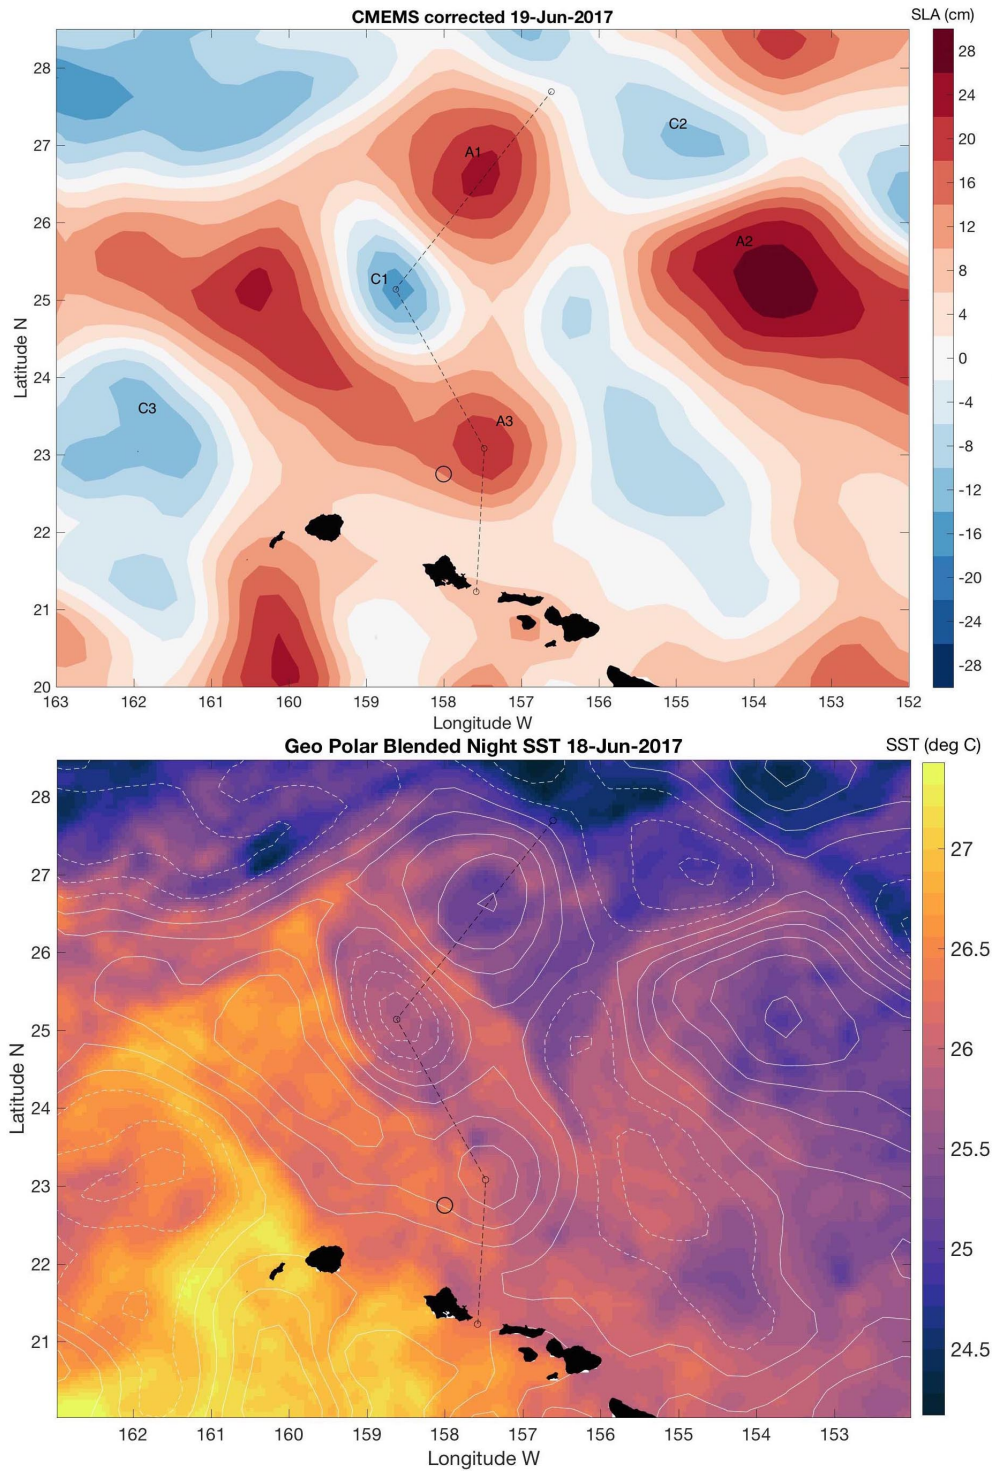 CMEMS corrected 19-Jun-2017
SLA (cm)
28
27
26
25
24
23
22
21
20
Latitude N
A1
C2
A2
C1
C3
A3
163 162 161 160 159 158 157 156 155 154 153 152
Longitude W
28
24
20
16
12
8
4
0
-4
-8
-12
-16
-20
-24
-28
Geo Polar Blended Night SST 18-Jun-2017
SST (deg C)
28
27
26
25
24
23
22
21
Latitude N
162 161 160 159 158 157 156 155 154 153
Longitude W
27
26.5
26
25.5
25
24.5